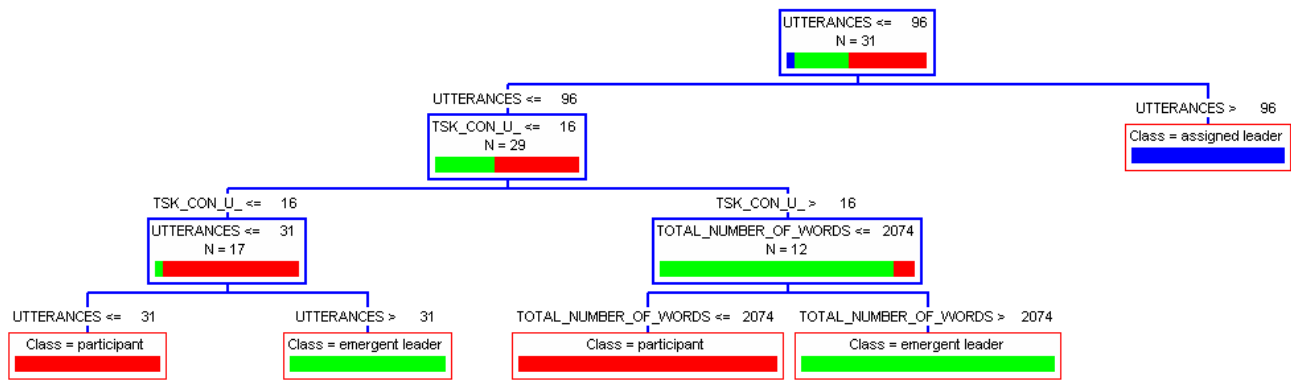 UTTERANCES <= 96
N = 31
UTTERANCES <= 96
UTTERANCES > 96
TSK_CON_U_ <= 16
N = 29
Class = assigned leader
TSK_CON_U_ <= 16
TSK_CON_U_ > 16
UTTERANCES <= 31
N = 17
TOTAL_NUMBER_OF_WORDS <= 2074
N = 12
UTTERANCES <= 31
UTTERANCES > 31
TOTAL_NUMBER_OF_WORDS <= 2074
TOTAL_NUMBER_OF_WORDS > 2074
Class = participant
Class = emergent leader
Class = participant
Class = emergent leader